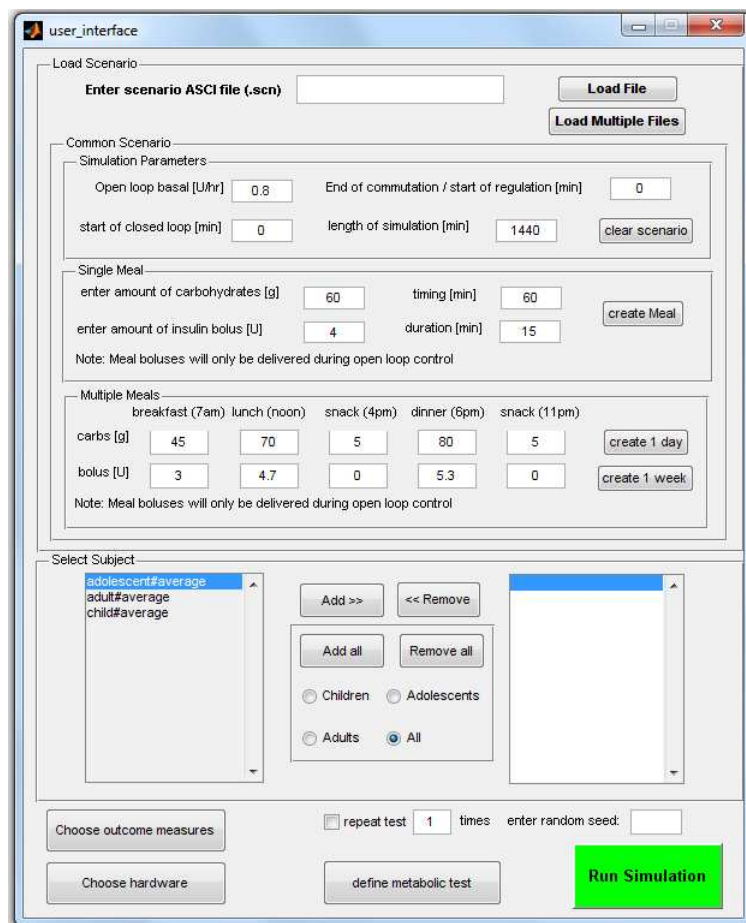 user_interface
Load Scenario
Enter scenario ASCI file (.scn)
Load File
Load Multiple Files
Common Scenario
Simulation Parameters
Open loop basal [U/hr] 0.8 End of commutation / start of regulation [min] 0
start of closed loop [min] 0 length of simulation [min] 1440 clear scenario
Single Meal
enter amount of carbohydrates [g] 60 timing [min] 60
create Meal
enter amount of insulin bolus [U] 4 duration [min] 15
Note: Meal boluses will only be delivered during open loop control
Multiple Meals
breakfast (7am) lunch (noon) snack (4pm) dinner (6pm) snack (11pm)
carbs [g] 45 70 5 80 5 create 1 day
bolus [U] 3 4.7 0 5.3 0 create 1 week
Note: Meal boluses will only be delivered during open loop control
Select Subject
adolescent#average
adult#average
child#average
Add >> << Remove
Add all Remove all
Children Adolescents
Adults All
Choose outcome measures
repeat test 1 times enter random seed:
Choose hardware
define metabolic test
Run Simulation